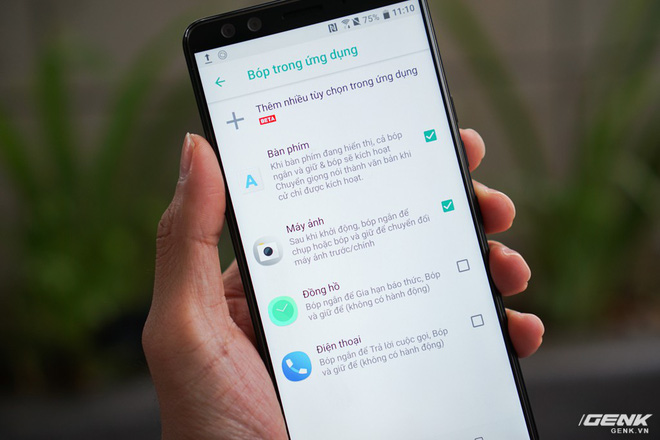 75% 11:10
Bóp trong ứng dụng
Thêm nhiều tùy chọn trong ứng dụng
BETA
Bàn phím
Khi bàn phím đang hiển thị, cả bóp
ngắn và giữ & bóp sẽ kích hoạt
Chuyển giọng nói thành văn bản khi
cử chỉ được kích hoạt.
A
Máy ảnh
Sau khi khởi động, bóp ngắn để
chụp hoặc bóp và giữ để chuyển đổi
máy ảnh trước/chính
Đồng hồ
Bóp ngắn để Gia hạn báo thức, Bóp
và giữ để (không có hành động)
Điện thoại
Bóp ngắn để Trả lời cuộc gọi, Bóp
và giữ để (không có hành động)
GENK
GENK.VN